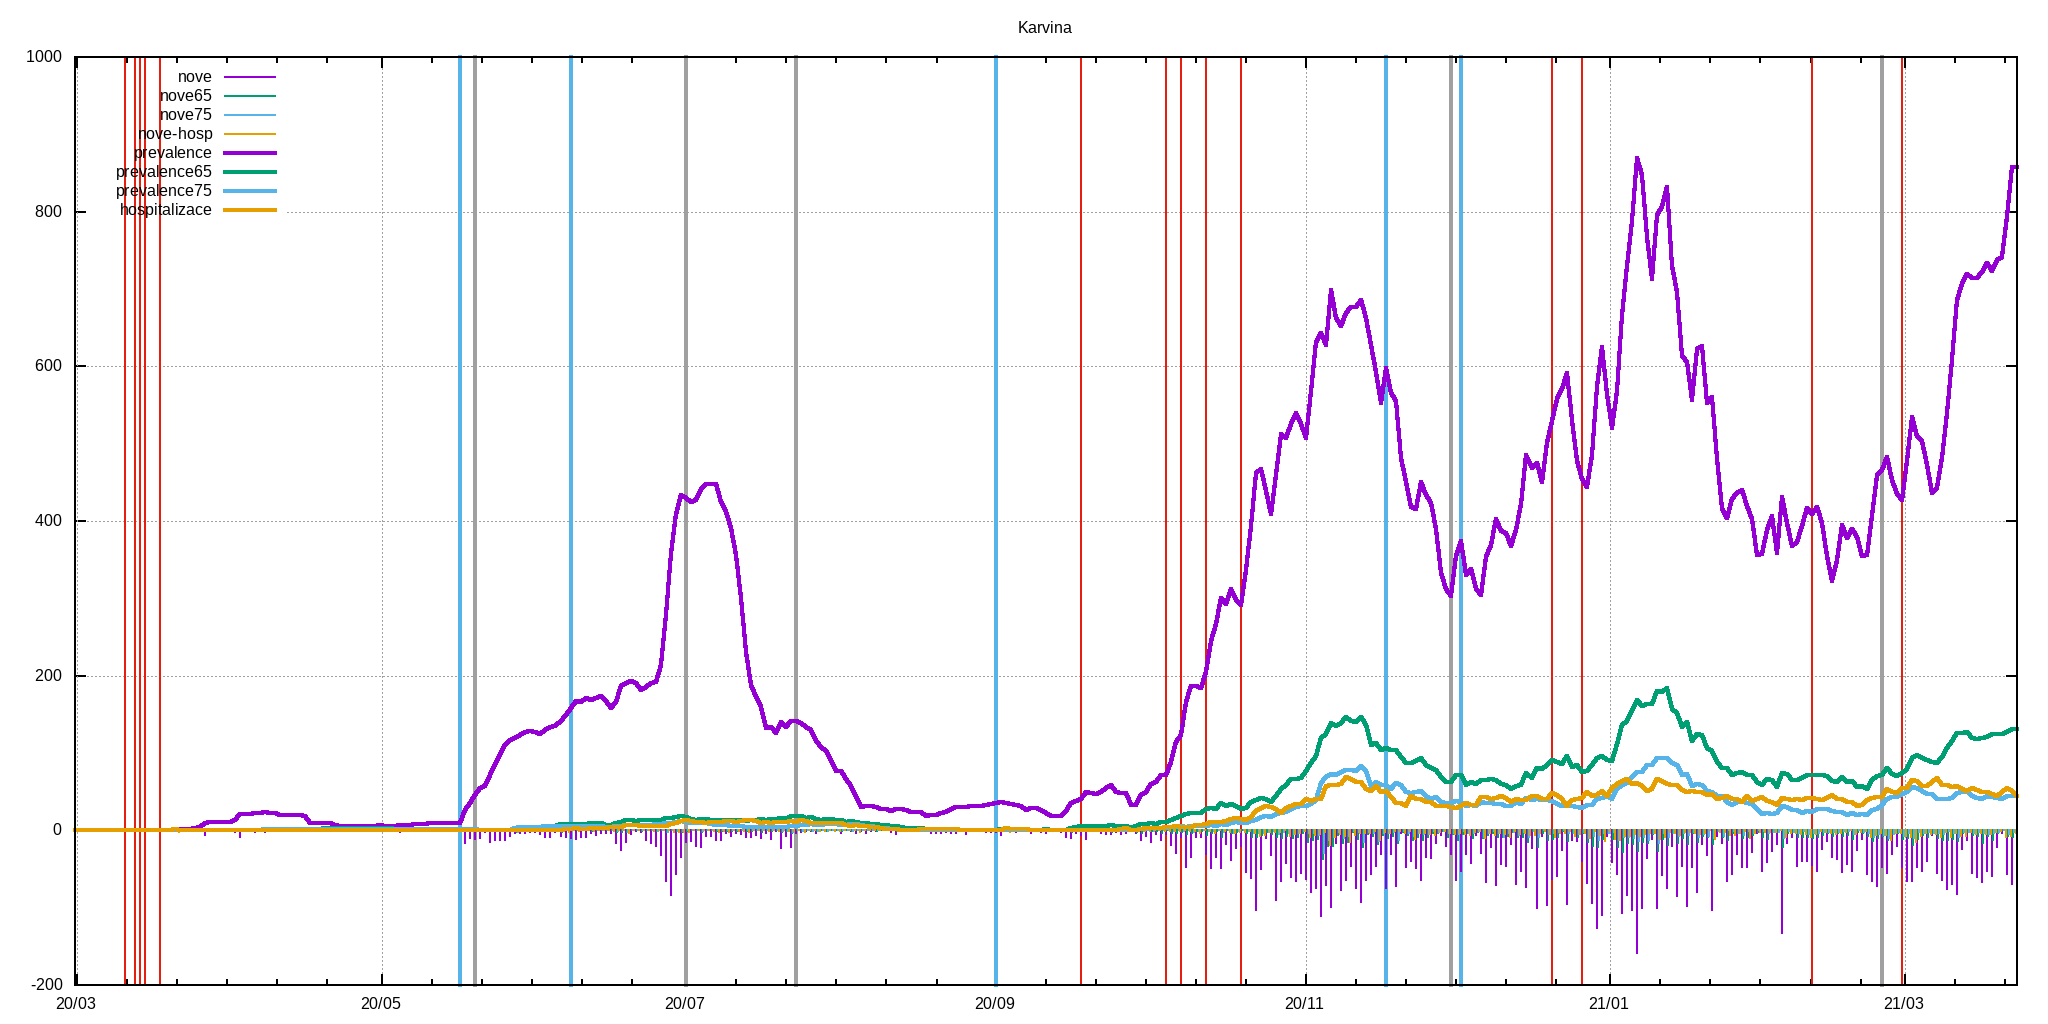 Karvina
1000
800
600
400
200
0
-200
nove
nove65
nove75
nove-hosp
prevalence
prevalence65
prevalence75
hospitalizace
20/03 20/05 20/07 20/09 20/11 21/01 21/03